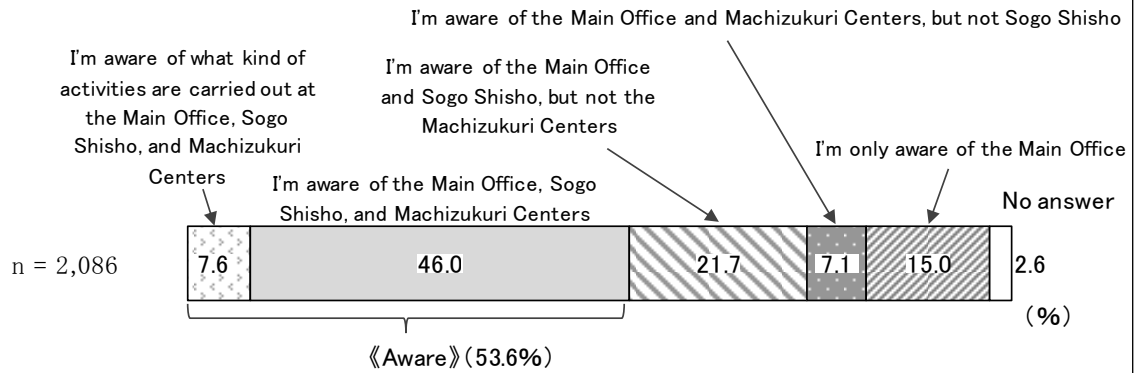 I'm aware of the Main Office and Machizukuri Centers, but not Sogo Shisho
I'm aware of what kind of
activities are carried out at
the Main Office, Sogo
Shisho, and Machizukuri
Centers
I'm aware of the Main Office
and Sogo Shisho, but not the
Machizukuri Centers
I'm only aware of the Main Office
I'm aware of the Main Office, Sogo
Shisho, and Machizukuri Centers
No answer
n = 2,086
7.6
46.0
21.7
7.1
15.0
2.6
(%)
《Aware》(53.6%)